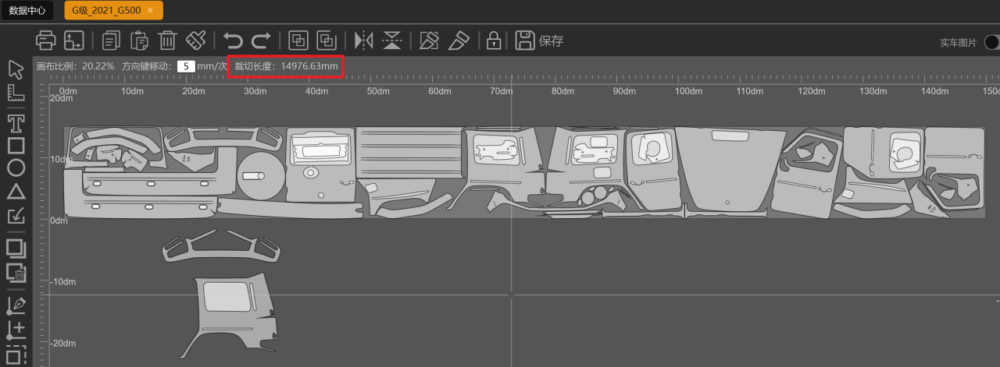 数据中心
G级_2021_G500 ×
保存
实车图片
画布比例：20.22% 方向键移动：5 mm/次 裁切长度：14976.63mm
0dm 10dm 20dm 30dm 40dm 50dm 60dm 70dm 80dm 90dm 100dm 110dm 120dm 130dm 140dm
20dm
10dm
0dm
-10dm
-20dm